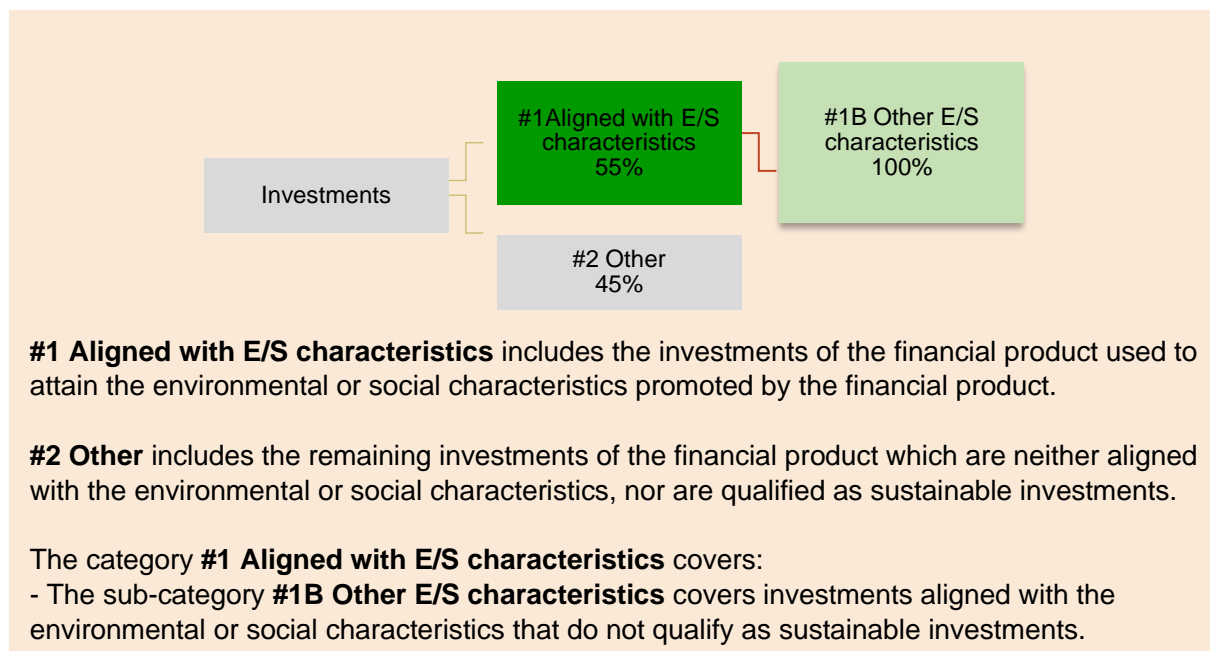 #1Aligned with E/S
characteristics
55%
#1B Other E/S
characteristics
100%
Investments
#2 Other
45%
#1 Aligned with E/S characteristics includes the investments of the financial product used to
attain the environmental or social characteristics promoted by the financial product.
#2 Other includes the remaining investments of the financial product which are neither aligned
with the environmental or social characteristics, nor are qualified as sustainable investments.
The category #1 Aligned with E/S characteristics covers:
- The sub-category #1B Other E/S characteristics covers investments aligned with the
environmental or social characteristics that do not qualify as sustainable investments.